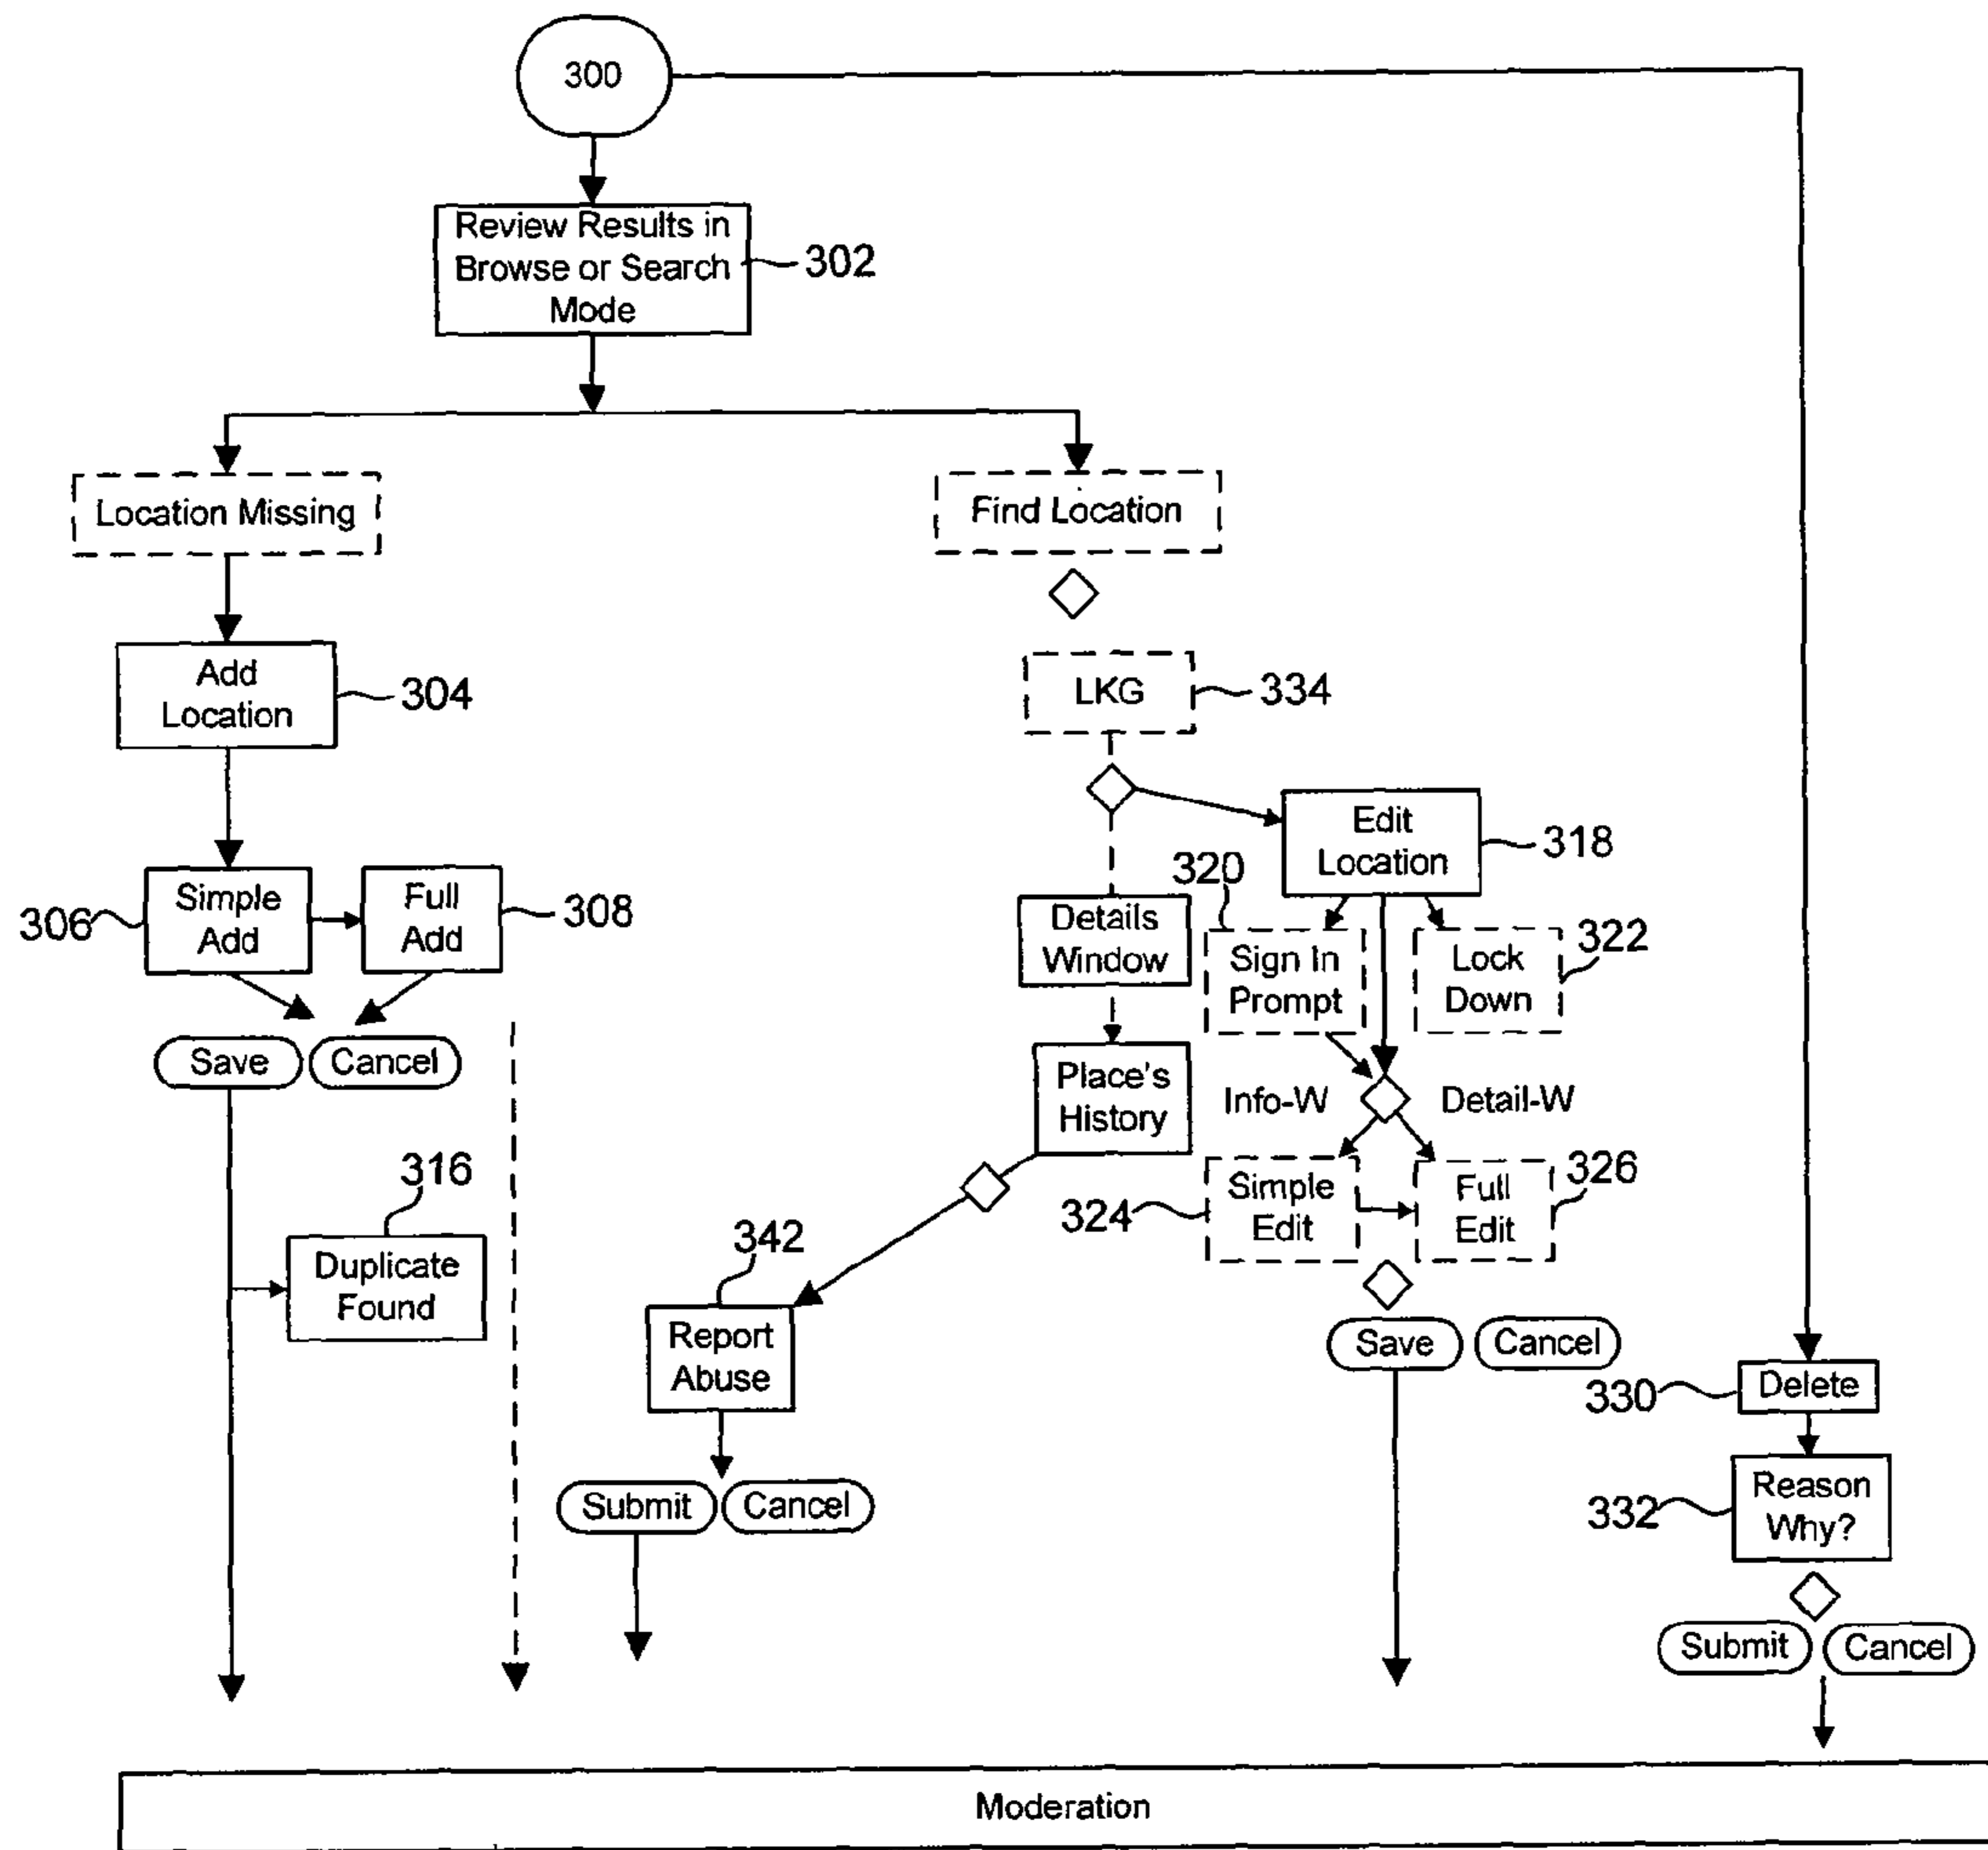 300
Review Results in
Browse or Search
Mode
302
Location Missing
Find Location
Add
Location
304
LKG
334
Edit
Location
318
306
Simple
Add
Full
Add
308
Details
Window
320
Sign In
Prompt
Lock
Down
322
Save
Cancel
Place's
History
Info-W
Detail-W
316
Duplicate
Found
324
Simple
Edit
Full
Edit
326
342
Report
Abuse
Save
Cancel
330
Delete
Submit
Cancel
332
Reason
Why?
Submit
Cancel
Moderation